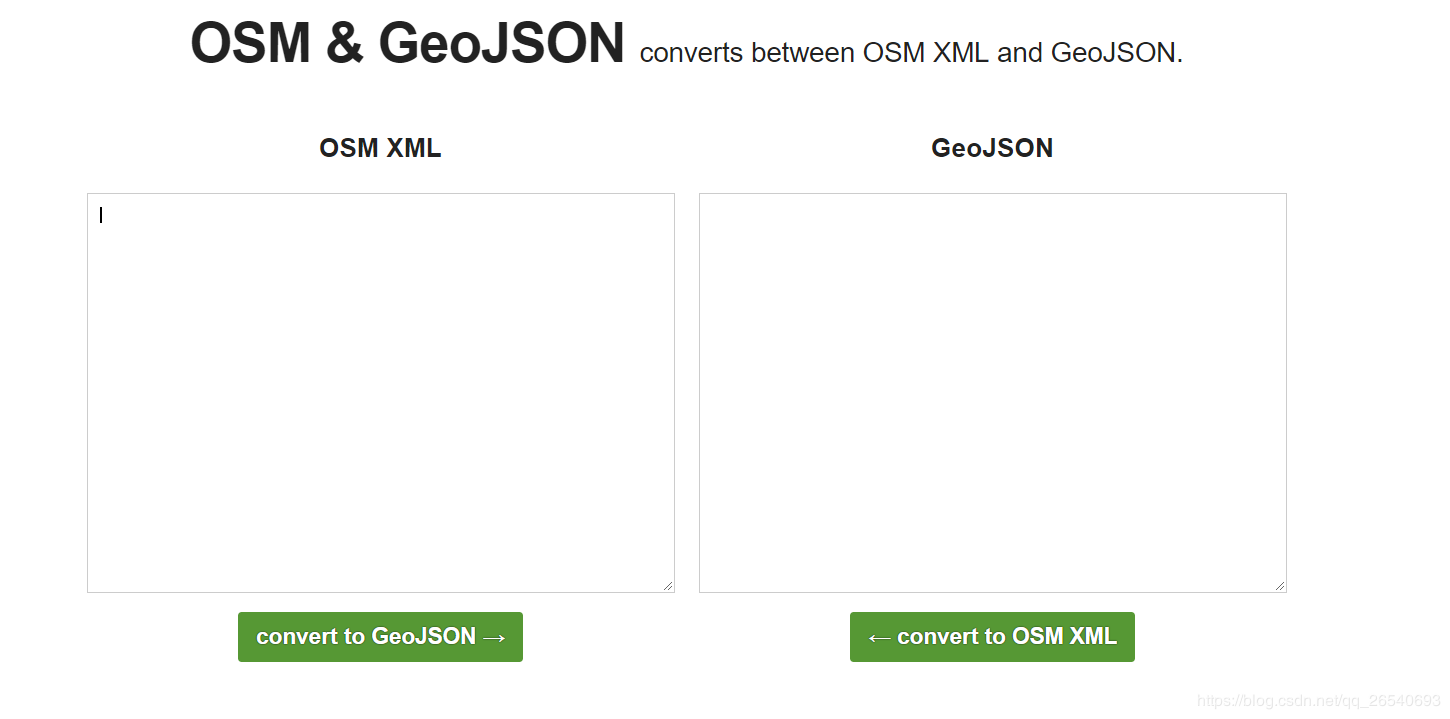 OSM & GeoJSON converts between OSM XML and GeoJSON.
OSM XML
GeoJSON
convert to GeoJSON →
← convert to OSM XML
https://blog.csdn.net/qq_26540693